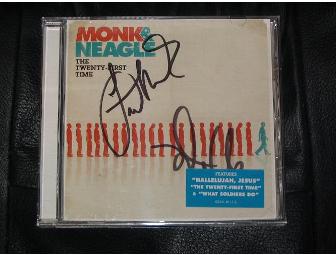 MONK &
NEAGLE
THE
TWENTY-FIRST
TIME
FEATURES
"HALLELUJAH, JESUS"
"THE TWENTY-FIRST TIME"
& "WHAT SOLDIERS DO"